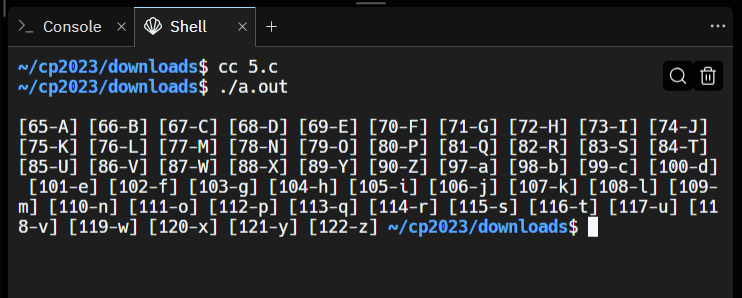 Console
Shell
~/cp2023/downloads$ cc 5.c
~/cp2023/downloads$ ./a.out
[65-A] [66-B] [67-C] [68-D] [69-E] [70-F] [71-G] [72-H] [73-I] [74-J]
[75-K] [76-L] [77-M] [78-N] [79-O] [80-P] [81-Q] [82-R] [83-S] [84-T]
[85-U] [86-V] [87-W] [88-X] [89-Y] [90-Z] [97-a] [98-b] [99-c] [100-d]
[101-e] [102-f] [103-g] [104-h] [105-i] [106-j] [107-k] [108-l] [109-
m] [110-n] [111-o] [112-p] [113-q] [114-r] [115-s] [116-t] [117-u] [11
8-v] [119-w] [120-x] [121-y] [122-z] ~/cp2023/downloads$